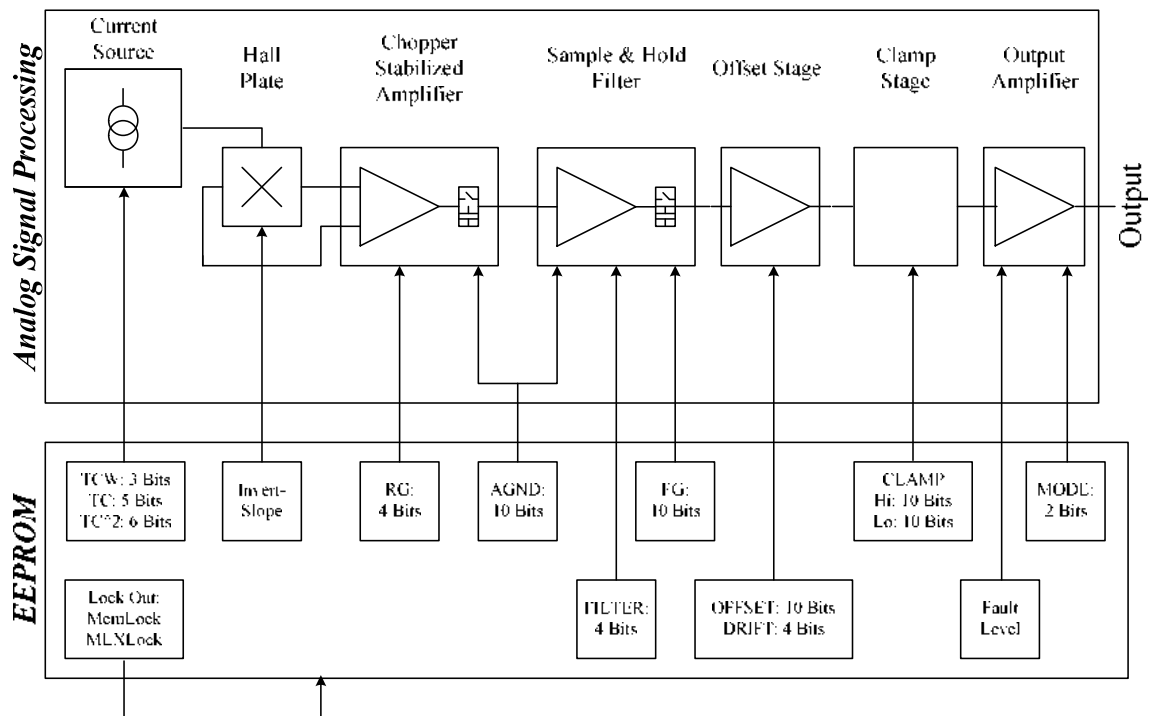 Analog Signal Processing
Current
Source
Hall
Plate
Chopper
Stabilized
Amplifier
Sample & Hold
Filter
Offset Stage
Clamp
Stage
Output
Amplifier
Output
EEPROM
TCW: 3 Bits
TC: 5 Bits
TC^2: 6 Bits
Invert-
Slope
RG:
4 Bits
AGND:
10 Bits
FG:
10 Bits
CLAMP
Hi: 10 Bits
Lo: 10 Bits
MODE:
2 Bits
Lock Out:
MemLock
MLXLock
FILTER:
4 Bits
OFFSET: 10 Bits
DRIFT: 4 Bits
Fault
Level